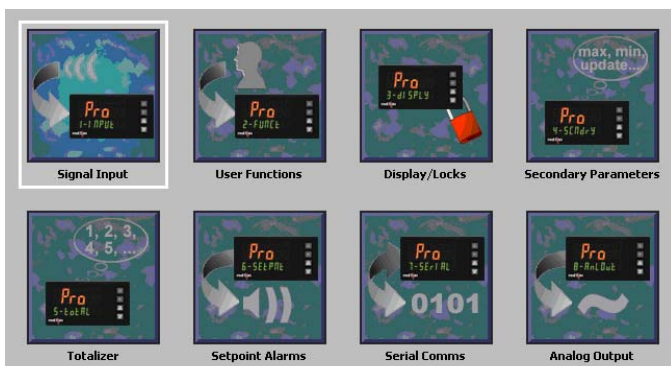 Pro
1-INPUt
Signal Input
Pro
2-FUNCt
User Functions
Pro
3-dISPLY
Display/Locks
max, min,
update...
Pro
4-SCNdrY
Secondary Parameters
1, 2, 3,
4, 5, ...
Pro
5-totAL
Totalizer
Pro
6-SEtPNt
Setpoint Alarms
Pro
7-SErIAL
0101
Serial Comms
Pro
8-AnLOut
Analog Output